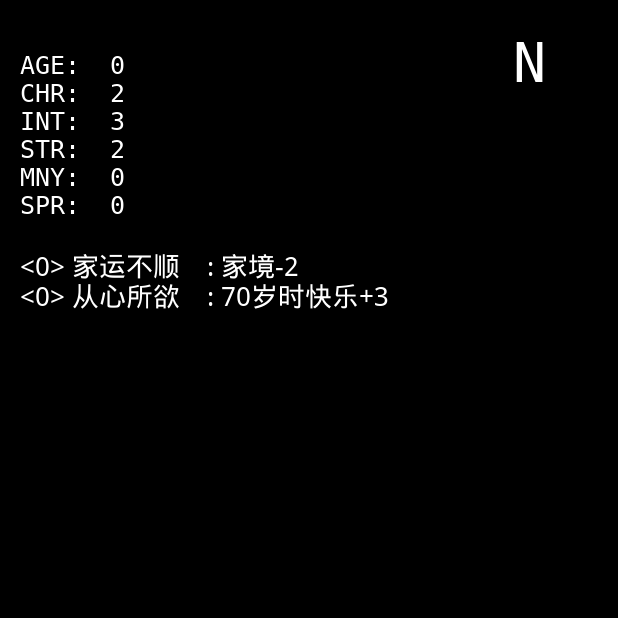 N
AGE: 0
CHR: 2
INT: 3
STR: 2
MNY: 0
SPR: 0
<0> 家运不顺 : 家境-2
<0> 从心所欲 : 70岁时快乐+3